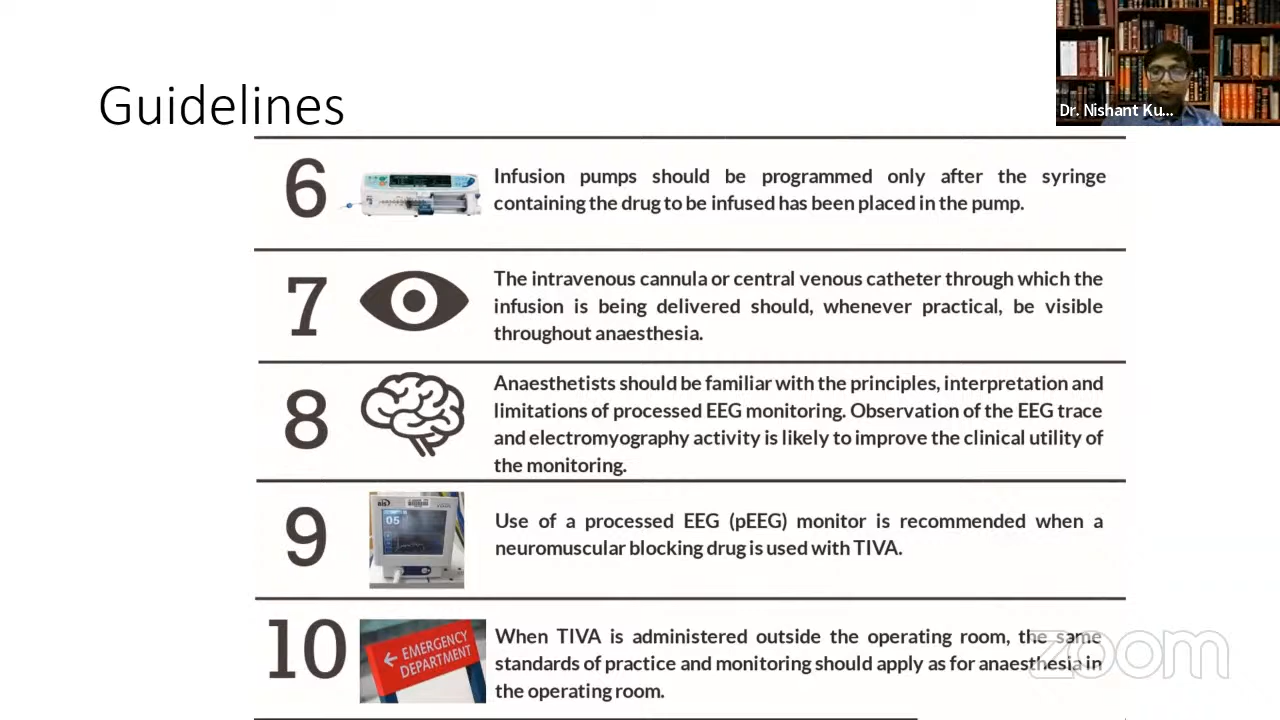 Dr. Nishant Ku...
Guidelines
6
Infusion pumps should be programmed only after the syringe
containing the drug to be infused has been placed in the pump.
7
The intravenous cannula or central venous catheter through which the
infusion is being delivered should, whenever practical, be visible
throughout anaesthesia.
8
Anaesthetists should be familiar with the principles, interpretation and
limitations of processed EEG monitoring. Observation of the EEG trace
and electromyography activity is likely to improve the clinical utility of
the monitoring.
9
BIS
05
Use of a processed EEG (pEEG) monitor is recommended when a
neuromuscular blocking drug is used with TIVA.
10
← EMERGENCY
DEPARTMENT
When TIVA is administered outside the operating room, the same
standards of practice and monitoring should apply as for anaesthesia in
the operating room.
zoom